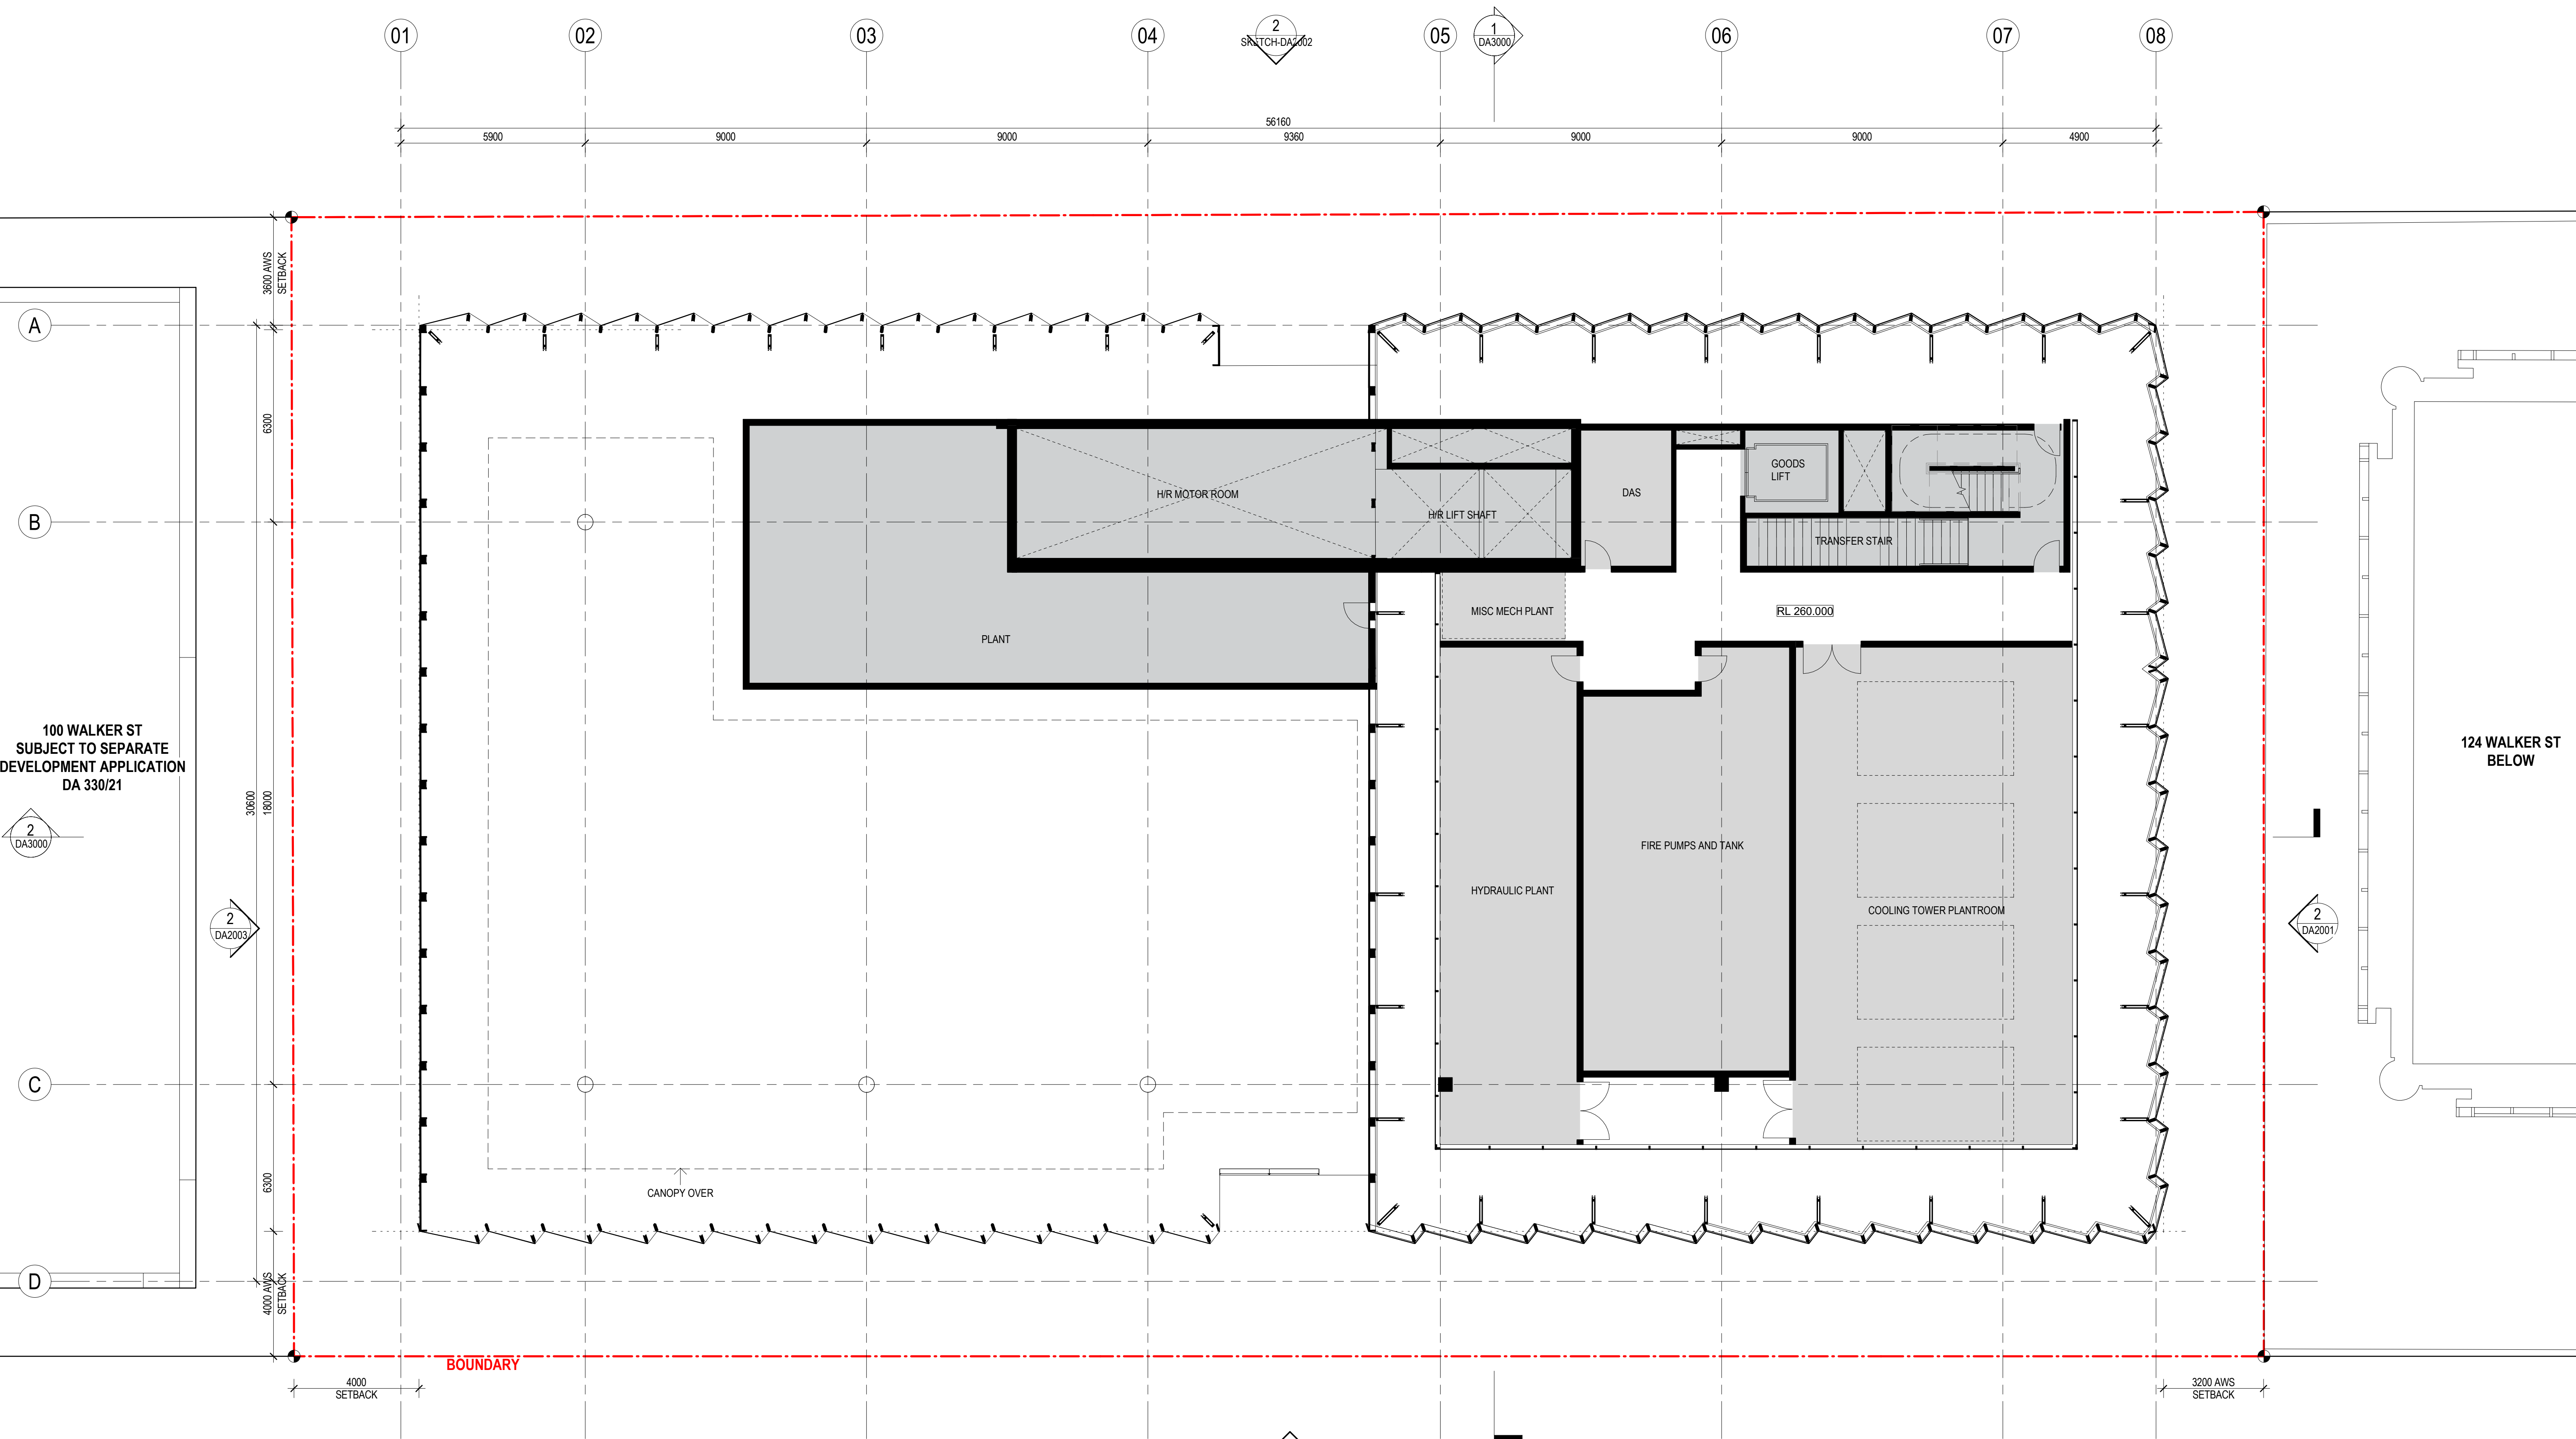 01
02
03
04
2
SKETCH-DA2002
05
1
DA3000
06
07
08
56160
5900
9000
9000
9360
9000
9000
4900
3600 AWS
SETBACK
A
6300
B
H/R MOTOR ROOM
H/R LIFT SHAFT
DAS
GOODS
LIFT
TRANSFER STAIR
MISC MECH PLANT
RL 260.000
PLANT
100 WALKER ST
SUBJECT TO SEPARATE
DEVELOPMENT APPLICATION
DA 330/21
30600
18000
124 WALKER ST
BELOW
2
DA3000
FIRE PUMPS AND TANK
HYDRAULIC PLANT
COOLING TOWER PLANTROOM
2
DA2003
2
DA2001
C
6300
CANOPY OVER
D
4000 AWS
SETBACK
BOUNDARY
4000
SETBACK
3200 AWS
SETBACK